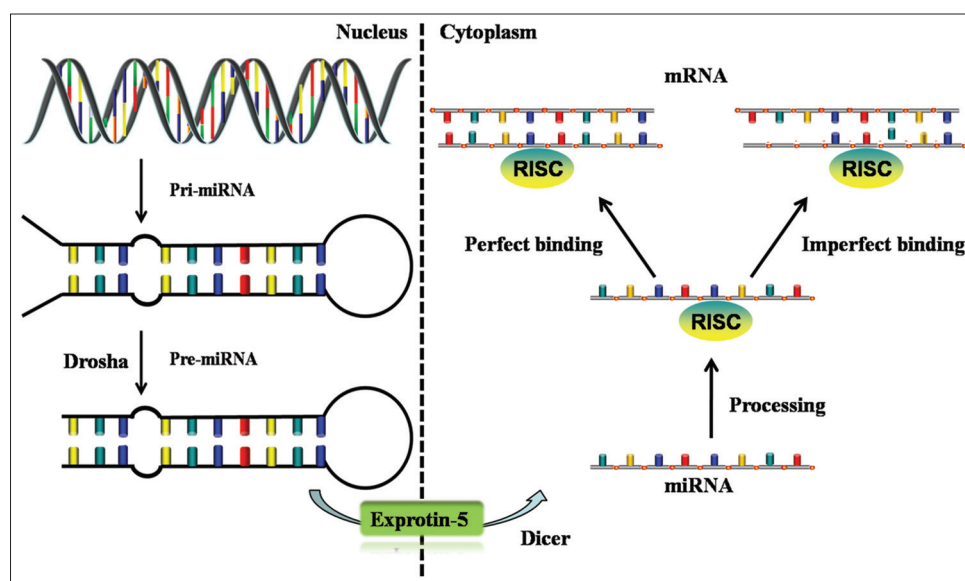 Nucleus
Cytoplasm
mRNA
Pri-miRNA
RISC
RISC
Perfect binding
Imperfect binding
RISC
Drosha
Pre-miRNA
Processing
miRNA
Exprotin-5
Dicer